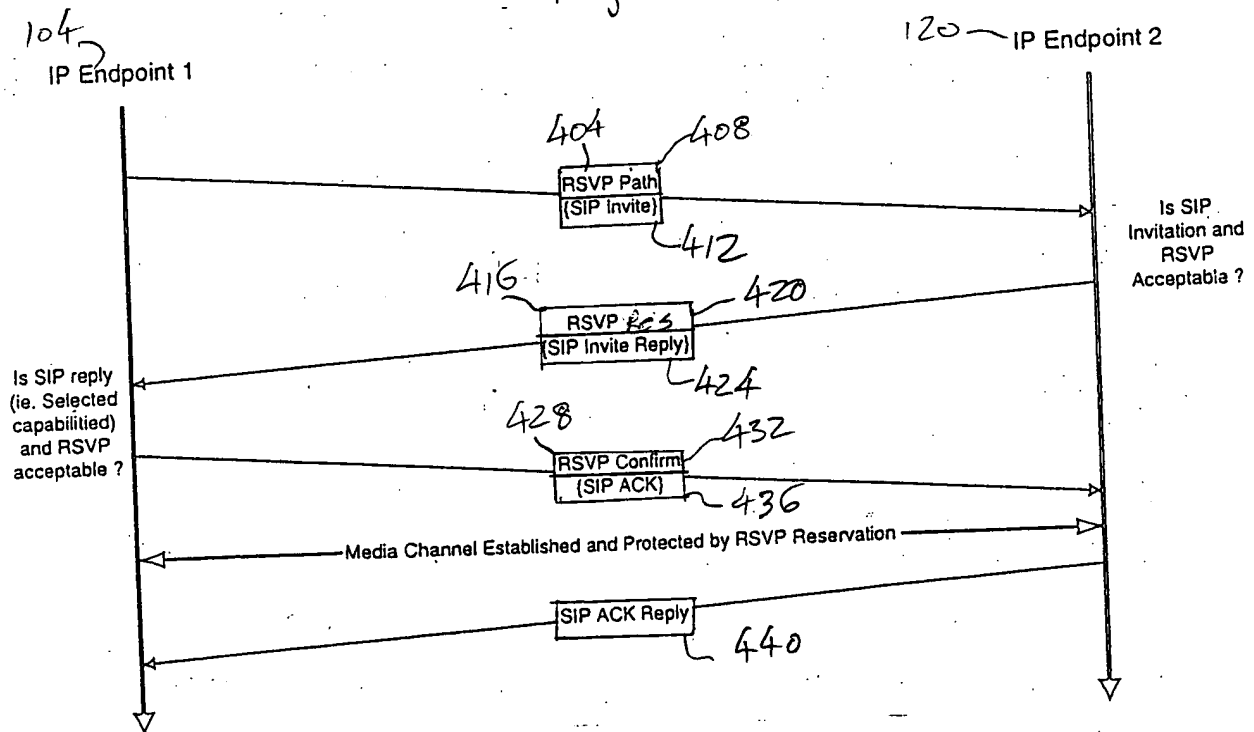 104
IP Endpoint 1
120
IP Endpoint 2
404
408
RSVP Path
{SIP Invite}
412
Is SIP
Invitation and
RSVP
Acceptable ?
416
420
RSVP Res
{SIP Invite Reply}
424
Is SIP reply
(ie. Selected
capabilitied)
and RSVP
acceptable ?
428
432
RSVP Confirm
{SIP ACK}
436
Media Channel Established and Protected by RSVP Reservation
SIP ACK Reply
440